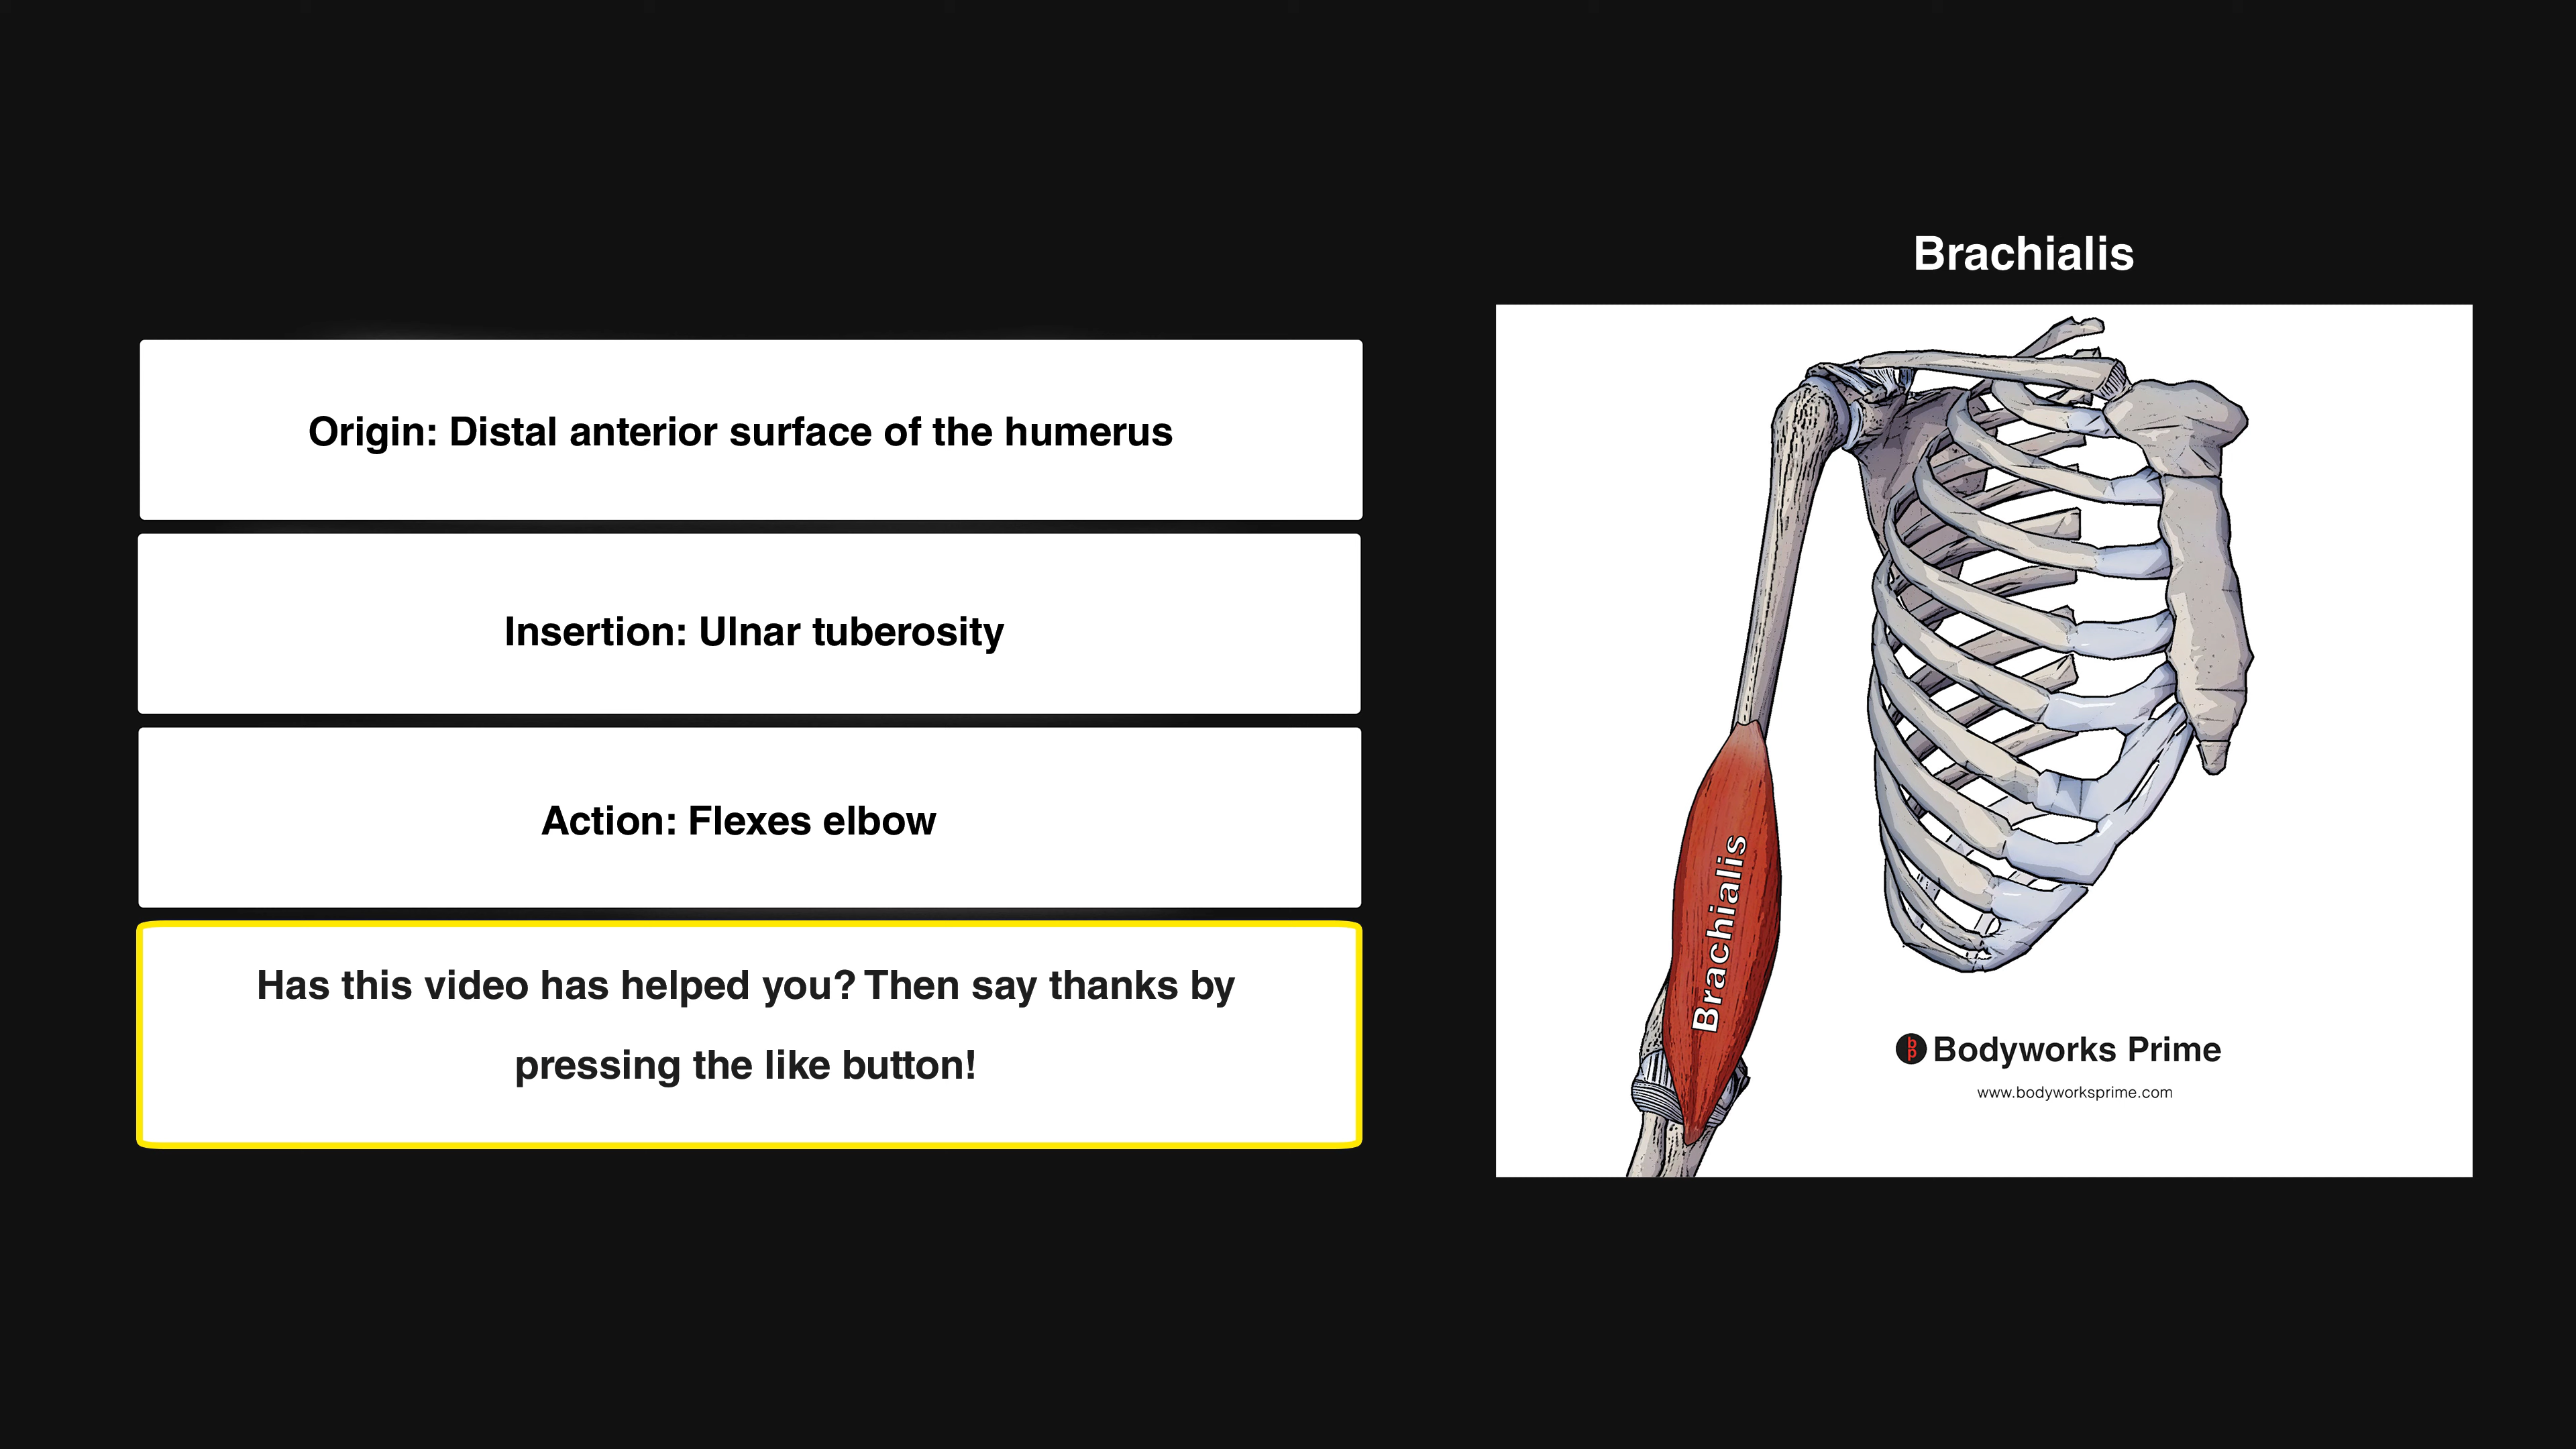 Brachialis
Origin: Distal anterior surface of the humerus
Insertion: Ulnar tuberosity
Action: Flexes elbow
Has this video has helped you? Then say thanks by
pressing the like button!
Brachialis
bp Bodyworks Prime
www.bodyworksprime.com